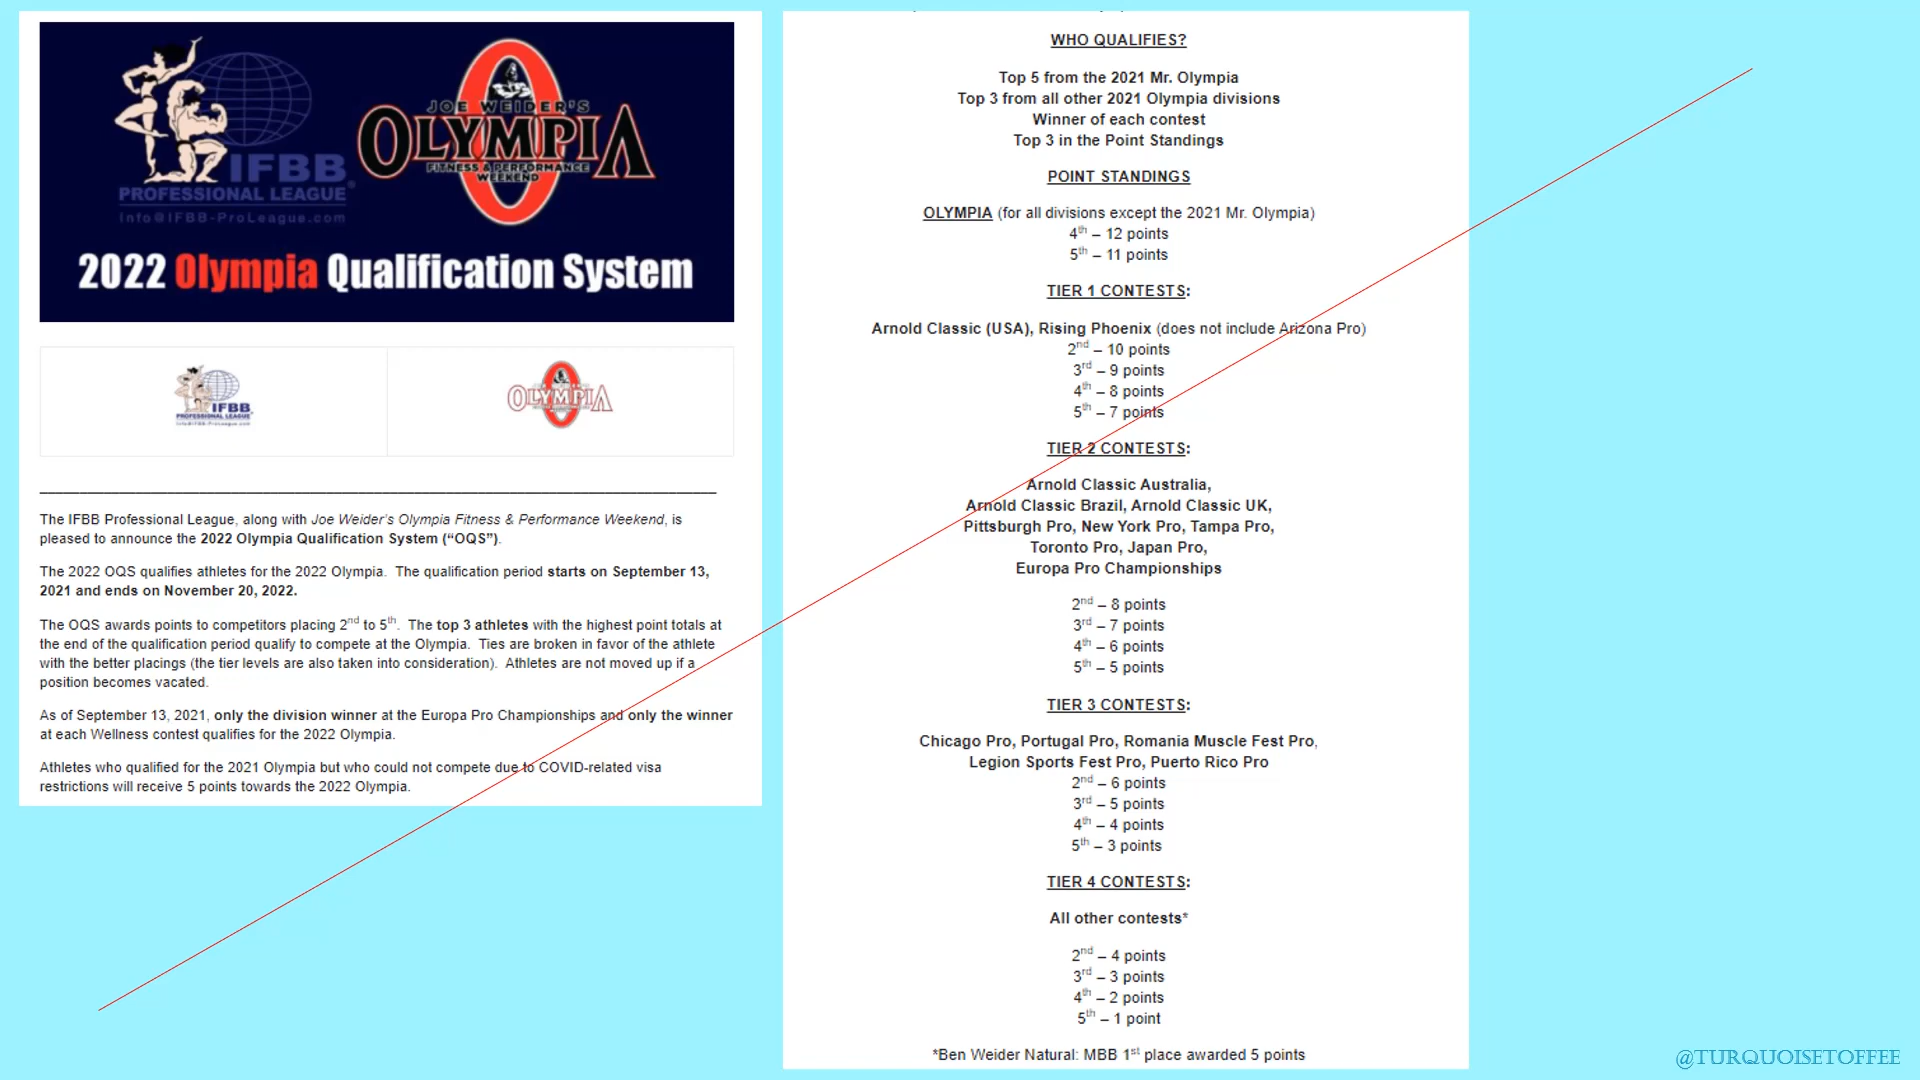 JOE WEIDER'S
OLYMPIA
FITNESS & PERFORMANCE
WEEKEND
IFBB
PROFESSIONAL LEAGUE®
Info@IFBB-ProLeague.com
2022 Olympia Qualification System
IFBB
PROFESSIONAL LEAGUE
Info@IFBB-ProLeague.com
OLYMPIA
The IFBB Professional League, along with Joe Weider's Olympia Fitness & Performance Weekend, is
pleased to announce the 2022 Olympia Qualification System (“OQS”).
The 2022 OQS qualifies athletes for the 2022 Olympia. The qualification period starts on September 13,
2021 and ends on November 20, 2022.
The OQS awards points to competitors placing 2nd to 5th. The top 3 athletes with the highest point totals at
the end of the qualification period qualify to compete at the Olympia. Ties are broken in favor of the athlete
with the better placings (the tier levels are also taken into consideration). Athletes are not moved up if a
position becomes vacated.
As of September 13, 2021, only the division winner at the Europa Pro Championships and only the winner
at each Wellness contest qualifies for the 2022 Olympia.
Athletes who qualified for the 2021 Olympia but who could not compete due to COVID-related visa
restrictions will receive 5 points towards the 2022 Olympia.
WHO QUALIFIES?
Top 5 from the 2021 Mr. Olympia
Top 3 from all other 2021 Olympia divisions
Winner of each contest
Top 3 in the Point Standings
POINT STANDINGS
OLYMPIA (for all divisions except the 2021 Mr. Olympia)
4th – 12 points
5th – 11 points
TIER 1 CONTESTS:
Arnold Classic (USA), Rising Phoenix (does not include Arizona Pro)
2nd – 10 points
3rd – 9 points
4th – 8 points
5th – 7 points
TIER 2 CONTESTS:
Arnold Classic Australia,
Arnold Classic Brazil, Arnold Classic UK,
Pittsburgh Pro, New York Pro, Tampa Pro,
Toronto Pro, Japan Pro,
Europa Pro Championships
2nd – 8 points
3rd – 7 points
4th – 6 points
5th – 5 points
TIER 3 CONTESTS:
Chicago Pro, Portugal Pro, Romania Muscle Fest Pro,
Legion Sports Fest Pro, Puerto Rico Pro
2nd – 6 points
3rd – 5 points
4th – 4 points
5th – 3 points
TIER 4 CONTESTS:
All other contests*
2nd – 4 points
3rd – 3 points
4th – 2 points
5th – 1 point
*Ben Weider Natural: MBB 1st place awarded 5 points
@TURQUOISETOFFEE